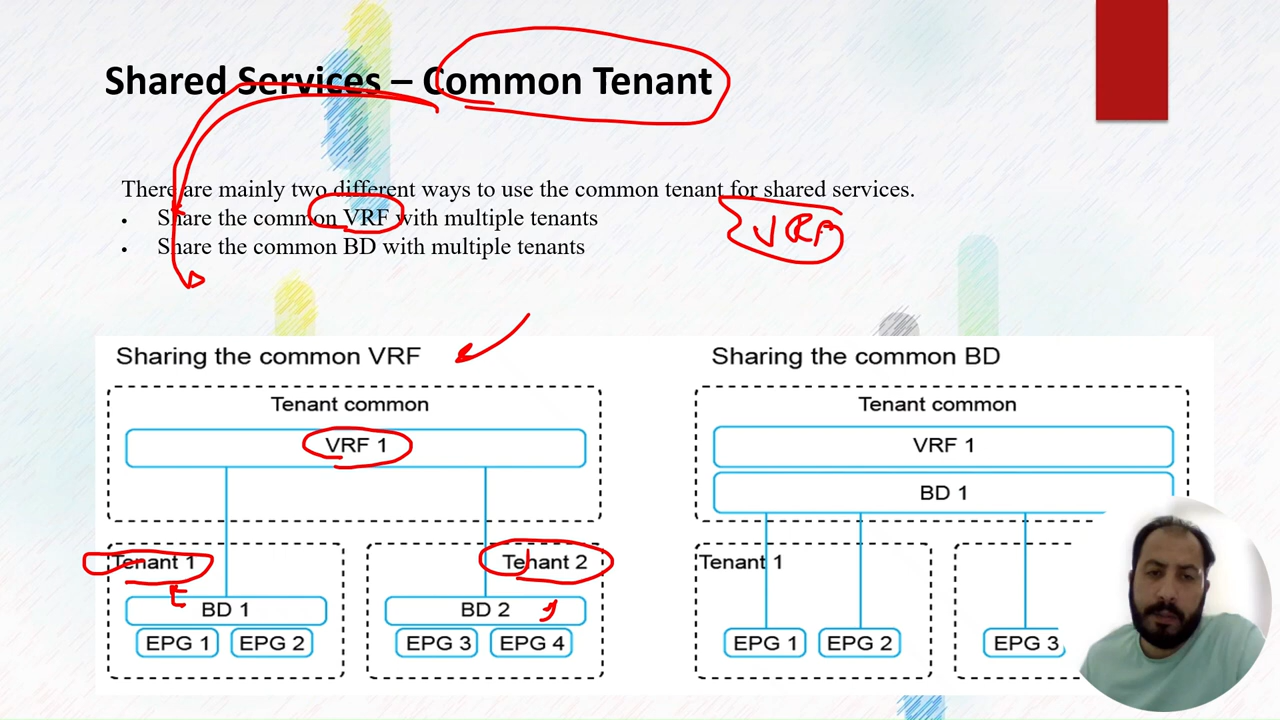 Shared Services – Common Tenant
There are mainly two different ways to use the common tenant for shared services.
• Share the common VRF with multiple tenants
• Share the common BD with multiple tenants
VRF
Sharing the common VRF
Tenant common
VRF 1
Tenant 1
BD 1
EPG 1 EPG 2
Tenant 2
BD 2
EPG 3 EPG 4
Sharing the common BD
Tenant common
VRF 1
BD 1
Tenant 1
EPG 1 EPG 2
EPG 3